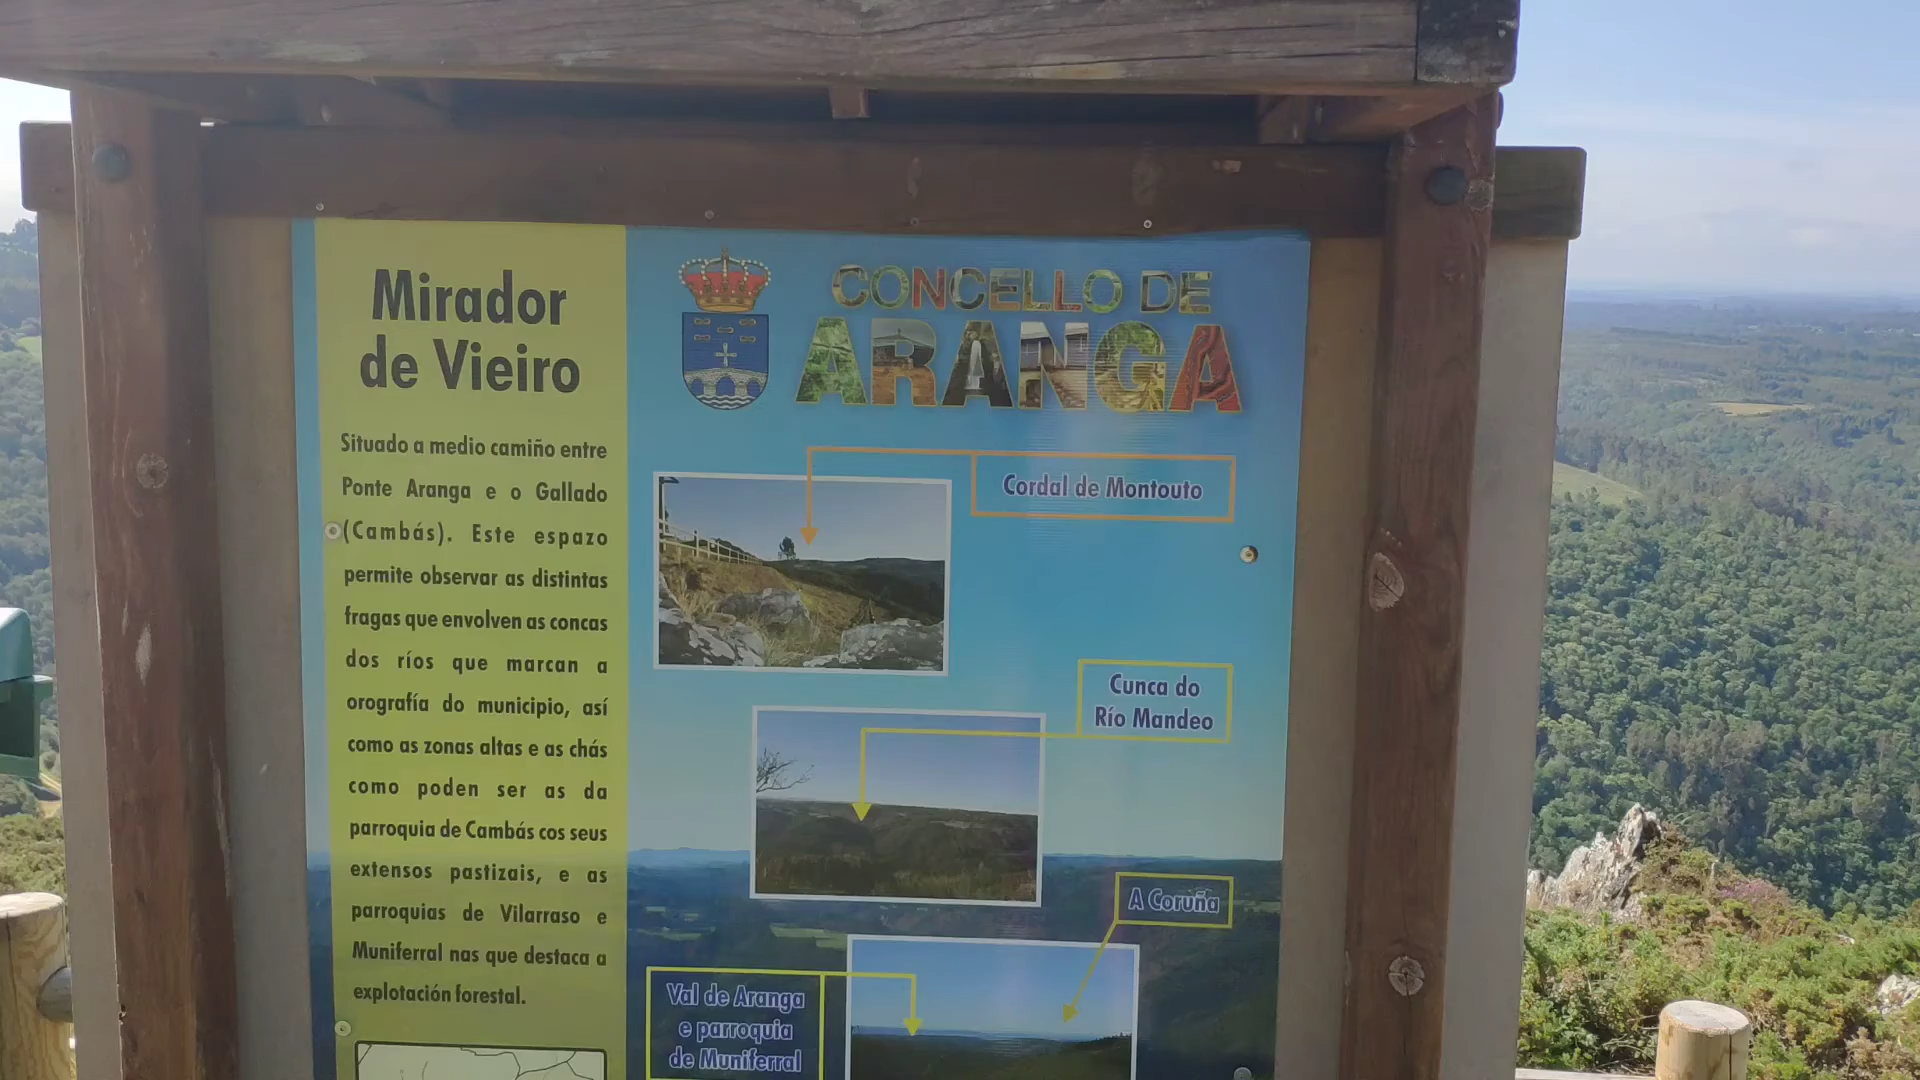 Mirador
de Vieiro
Situado a medio camiño entre
Ponte Aranga e o Gallado
(Cambás). Este espazo
permite observar as distintas
fragas que envolven as concas
dos ríos que marcan a
orografía do municipio, así
como as zonas altas e as chás
como poden ser as da
parroquia de Cambás cos seus
extensos pastizais, e as
parroquias de Vilarraso e
Muniferral nas que destaca a
explotación forestal.
CONCELLO DE
ARANGA
Cordal de Montouto
Cunca do
Río Mandeo
A Coruña
Val de Aranga
e parroquia
de Muniferral